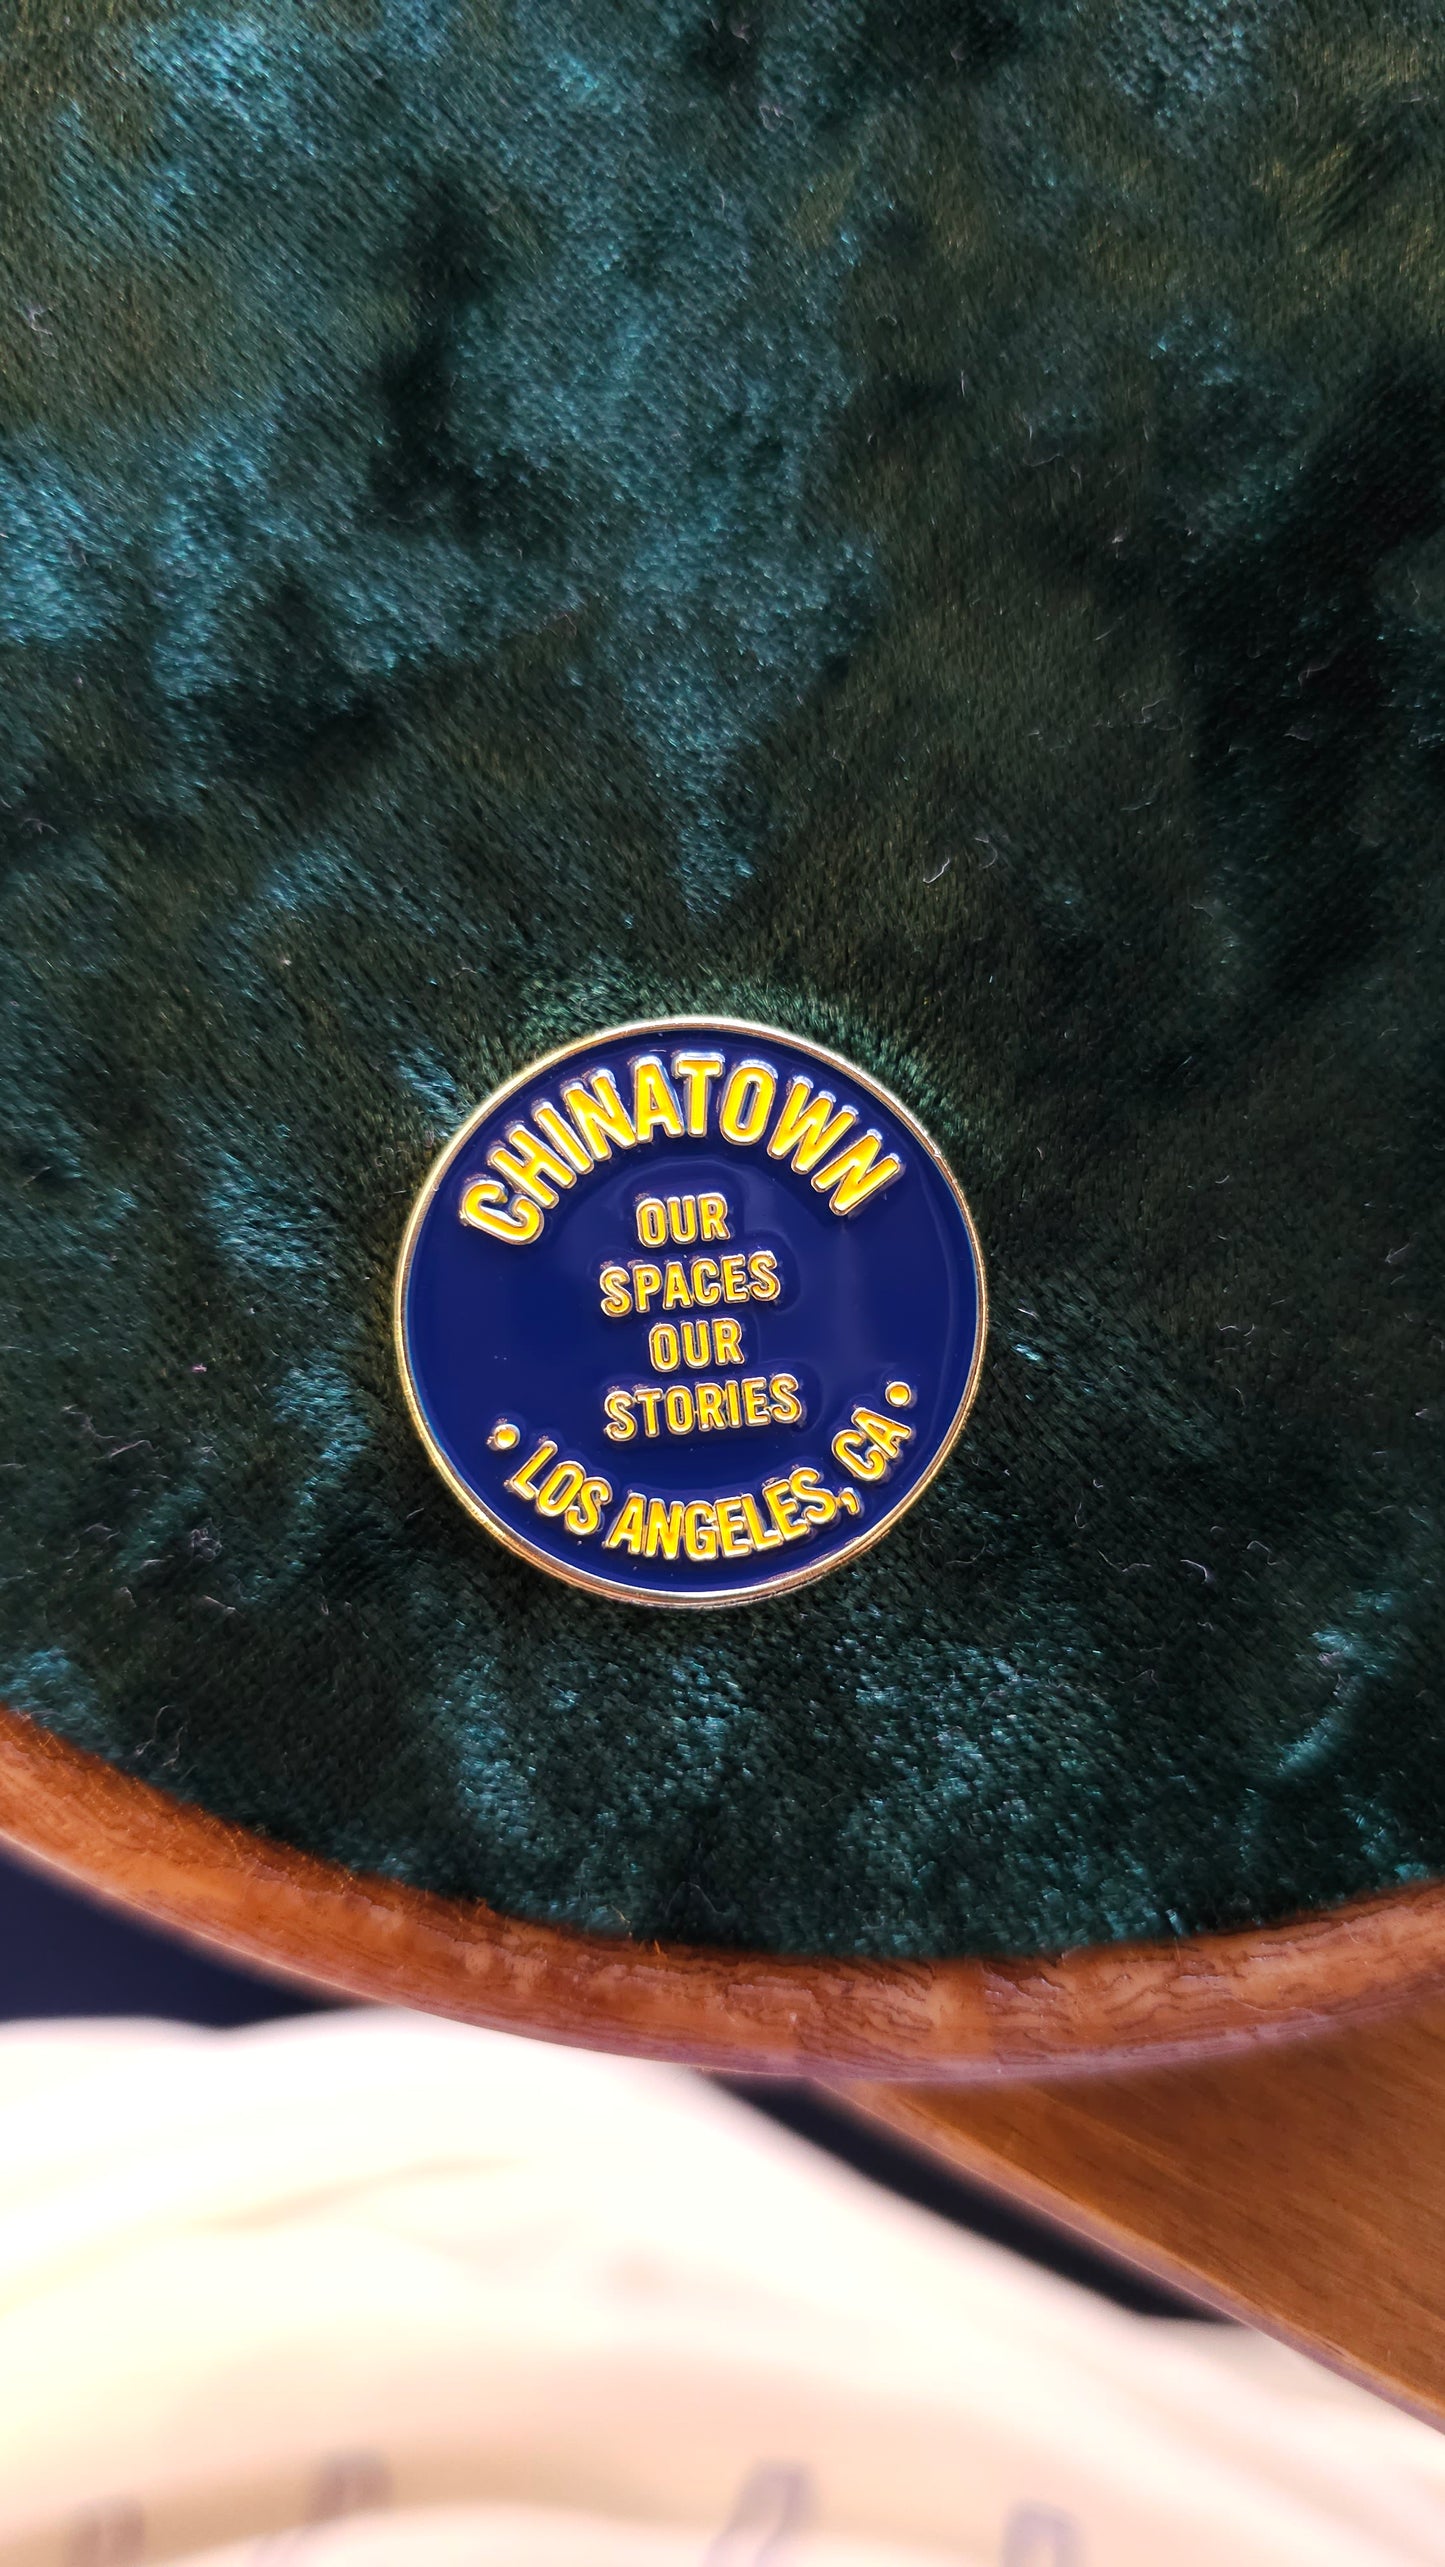 CHINATOWN
OUR
SPACES
OUR
STORIES
• LOS ANGELES, CA •